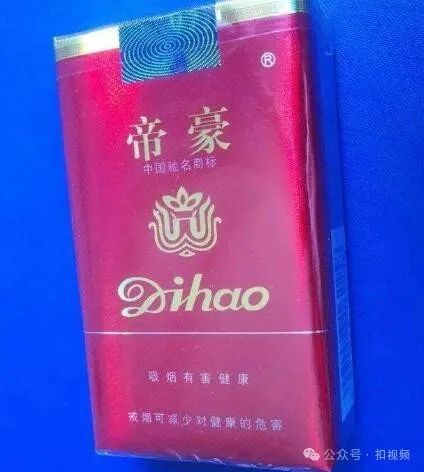 ®
帝豪
中国驰名商标
Dihao
吸烟有害健康
戒烟可减少对健康的危害
公众号·扣视频